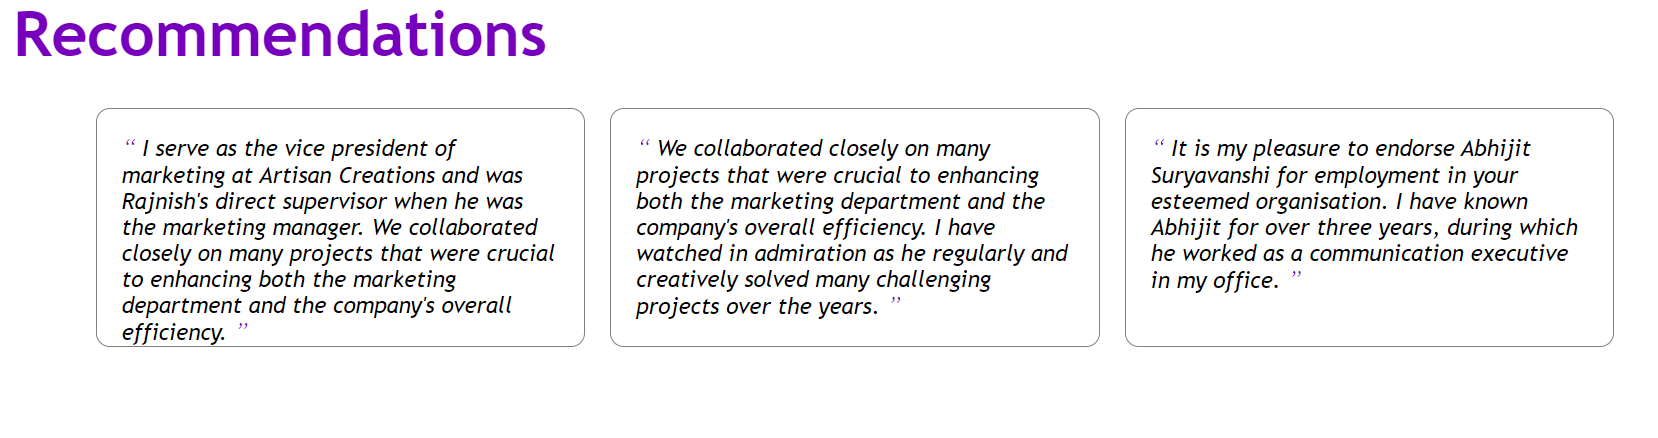 Recommendations
“ I serve as the vice president of
marketing at Artisan Creations and was
Rajnish's direct supervisor when he was
the marketing manager. We collaborated
closely on many projects that were crucial
to enhancing both the marketing
department and the company's overall
efficiency. ”
“ We collaborated closely on many
projects that were crucial to enhancing
both the marketing department and the
company's overall efficiency. I have
watched in admiration as he regularly and
creatively solved many challenging
projects over the years. ”
“ It is my pleasure to endorse Abhijit
Suryavanshi for employment in your
esteemed organisation. I have known
Abhijit for over three years, during which
he worked as a communication executive
in my office. ”